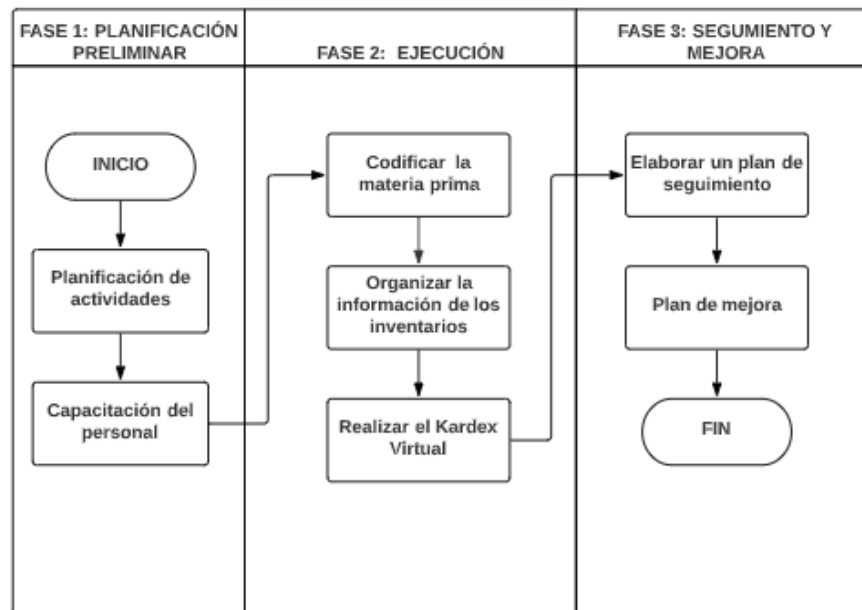 FASE 1: PLANIFICACIÓN
PRELIMINAR
FASE 2: EJECUCIÓN
FASE 3: SEGUMIENTO Y
MEJORA
INICIO
Planificación de
actividades
Capacitación del
personal
Codificar la
materia prima
Organizar la
información de los
inventarios
Realizar el Kardex
Virtual
Elaborar un plan de
seguimiento
Plan de mejora
FIN